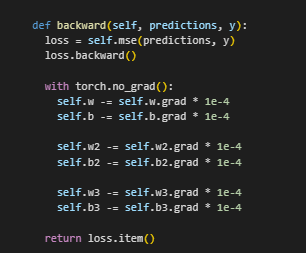 def backward(self, predictions, y):
  loss = self.mse(predictions, y)
  loss.backward()

  with torch.no_grad():
    self.w -= self.w.grad * 1e-4
    self.b -= self.b.grad * 1e-4

    self.w2 -= self.w2.grad * 1e-4
    self.b2 -= self.b2.grad * 1e-4

    self.w3 -= self.w3.grad * 1e-4
    self.b3 -= self.b3.grad * 1e-4

  return loss.item()